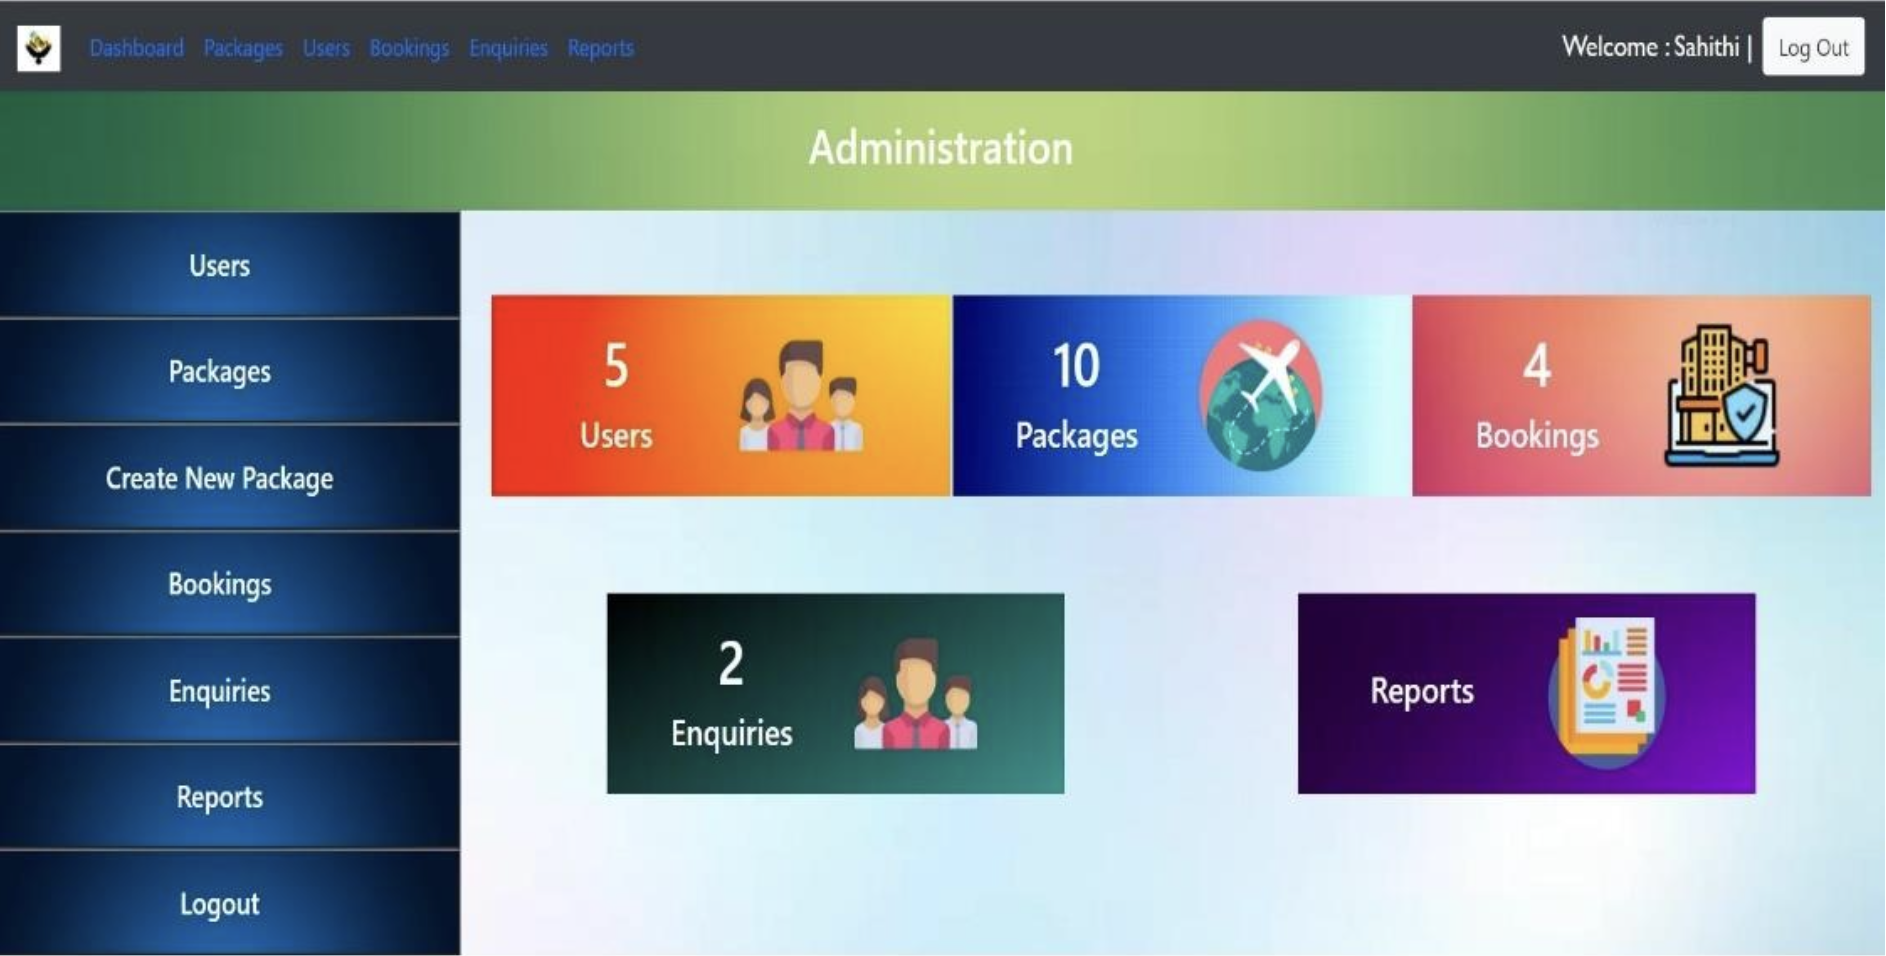 Dashboard Packages Users Bookings Enquiries Reports
Welcome : Sahithi |
Log Out
Administration
Users
Packages
Create New Package
Bookings
Enquiries
Reports
Logout
5
Users
10
Packages
4
Bookings
2
Enquiries
Reports